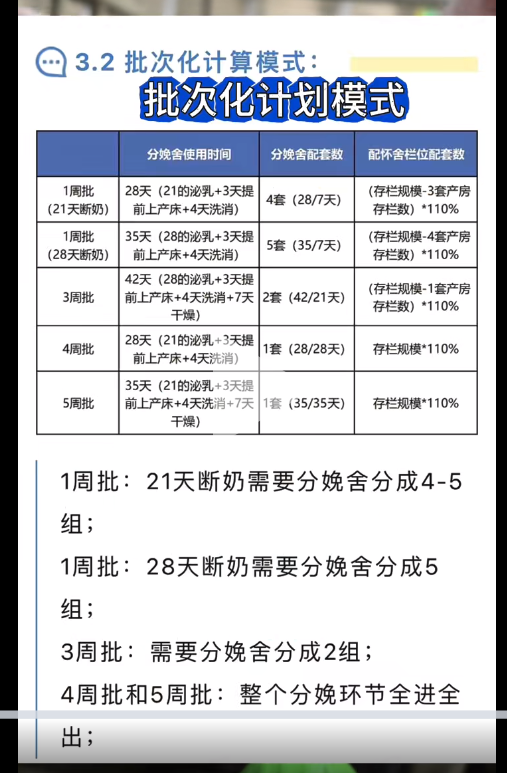 3.2 批次化计算模式：
批次化计划模式
分娩舍使用时间 分娩舍配套数 配怀舍栏位配套数
1周批
(21天断奶)
28天（21的泌乳+3天提
前上产床+4天洗消）
4套（28/7天）
（存栏规模-3套产房
存栏数）*110%
1周批
(28天断奶)
35天（28的泌乳+3天提
前上产床+4天洗消）
5套（35/7天）
（存栏规模-4套产房
存栏数）*110%
3周批
42天（28的泌乳+3天提
前上产床+4天洗消+7天
干燥）
2套（42/21天）
（存栏规模-1套产房
存栏数）*110%
4周批
28天（21的泌乳+3天提
前上产床+4天洗消）
1套（28/28天）
存栏规模*110%
5周批
35天（21的泌乳+3天提
前上产床+4天洗消+7天
干燥）
1套（35/35天）
存栏规模*110%
1周批：21天断奶需要分娩舍分成4-5
组；
1周批：28天断奶需要分娩舍分成5
组；
3周批：需要分娩舍分成2组；
4周批和5周批：整个分娩环节全进全
出；